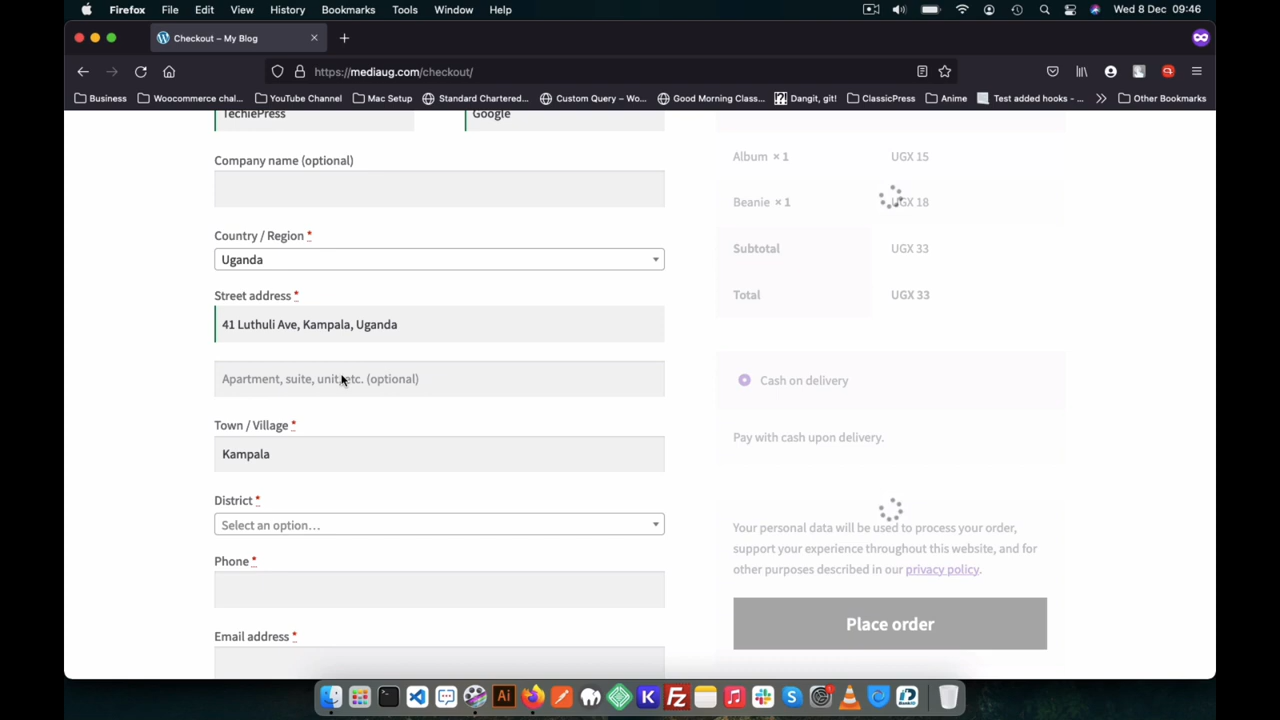 Firefox File Edit View History Bookmarks Tools Window Help Wed 8 Dec 09:46
Checkout – My Blog
https://mediaug.com/checkout/
Business Woocommerce chal... YouTube Channel Mac Setup Standard Chartered... Custom Query – Wo... Good Morning Class... Dangit, git! ClassicPress Anime Test added hooks - ... Other Bookmarks
TechiePress Google
Company name (optional)
Country / Region *
Uganda
Street address *
41 Luthuli Ave, Kampala, Uganda
Apartment, suite, unit, etc. (optional)
Town / Village *
Kampala
District *
Select an option...
Phone *
Email address *
Album × 1 UGX 15
Beanie × 1 UGX 18
Subtotal UGX 33
Total UGX 33
Cash on delivery
Pay with cash upon delivery.
Your personal data will be used to process your order,
support your experience throughout this website, and for
other purposes described in our privacy policy.
Place order
Ai
K
FZ